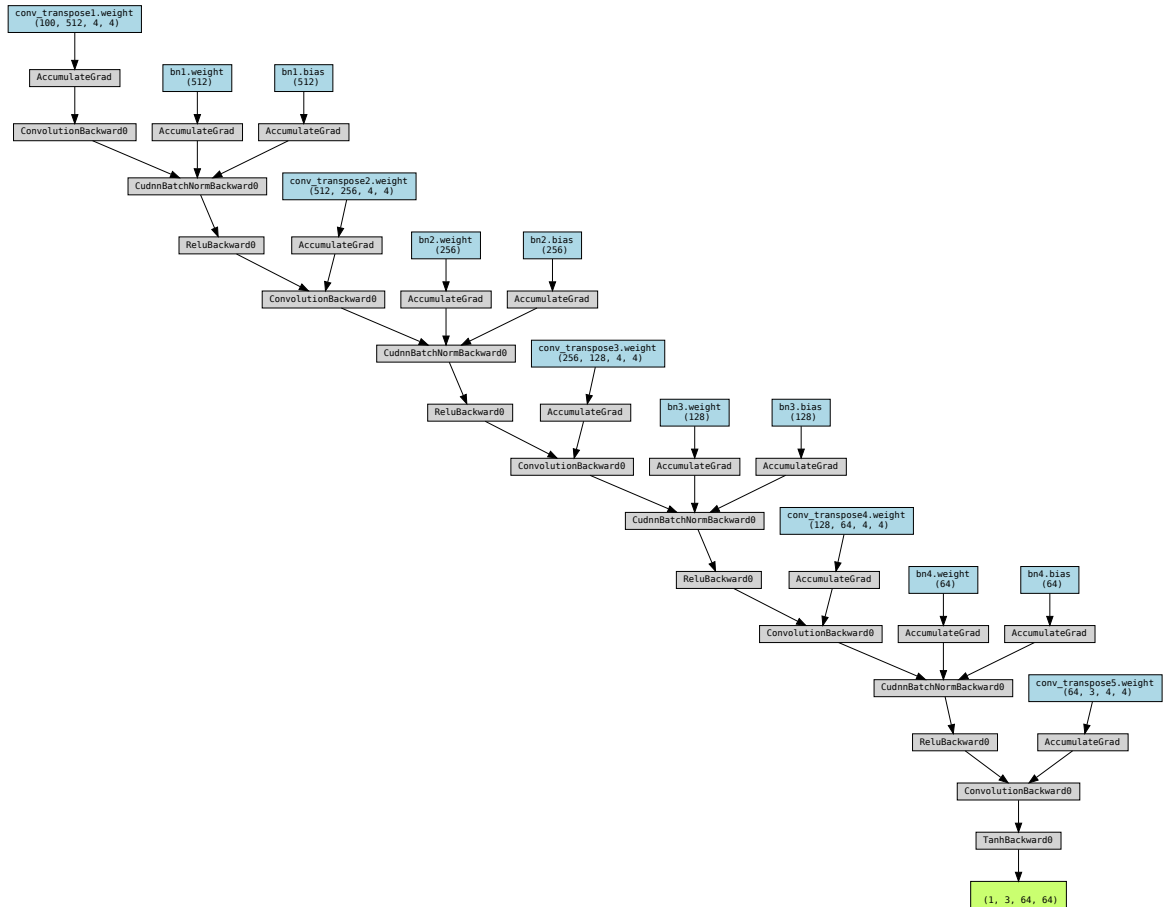 conv_transpose1.weight
(100, 512, 4, 4)
AccumulateGrad
bn1.weight
(512)
bn1.bias
(512)
ConvolutionBackward0
AccumulateGrad
AccumulateGrad
CudnnBatchNormBackward0
conv_transpose2.weight
(512, 256, 4, 4)
ReluBackward0
AccumulateGrad
bn2.weight
(256)
bn2.bias
(256)
ConvolutionBackward0
AccumulateGrad
AccumulateGrad
CudnnBatchNormBackward0
conv_transpose3.weight
(256, 128, 4, 4)
ReluBackward0
AccumulateGrad
bn3.weight
(128)
bn3.bias
(128)
ConvolutionBackward0
AccumulateGrad
AccumulateGrad
CudnnBatchNormBackward0
conv_transpose4.weight
(128, 64, 4, 4)
ReluBackward0
AccumulateGrad
bn4.weight
(64)
bn4.bias
(64)
ConvolutionBackward0
AccumulateGrad
AccumulateGrad
CudnnBatchNormBackward0
conv_transpose5.weight
(64, 3, 4, 4)
ReluBackward0
AccumulateGrad
ConvolutionBackward0
TanhBackward0
(1, 3, 64, 64)